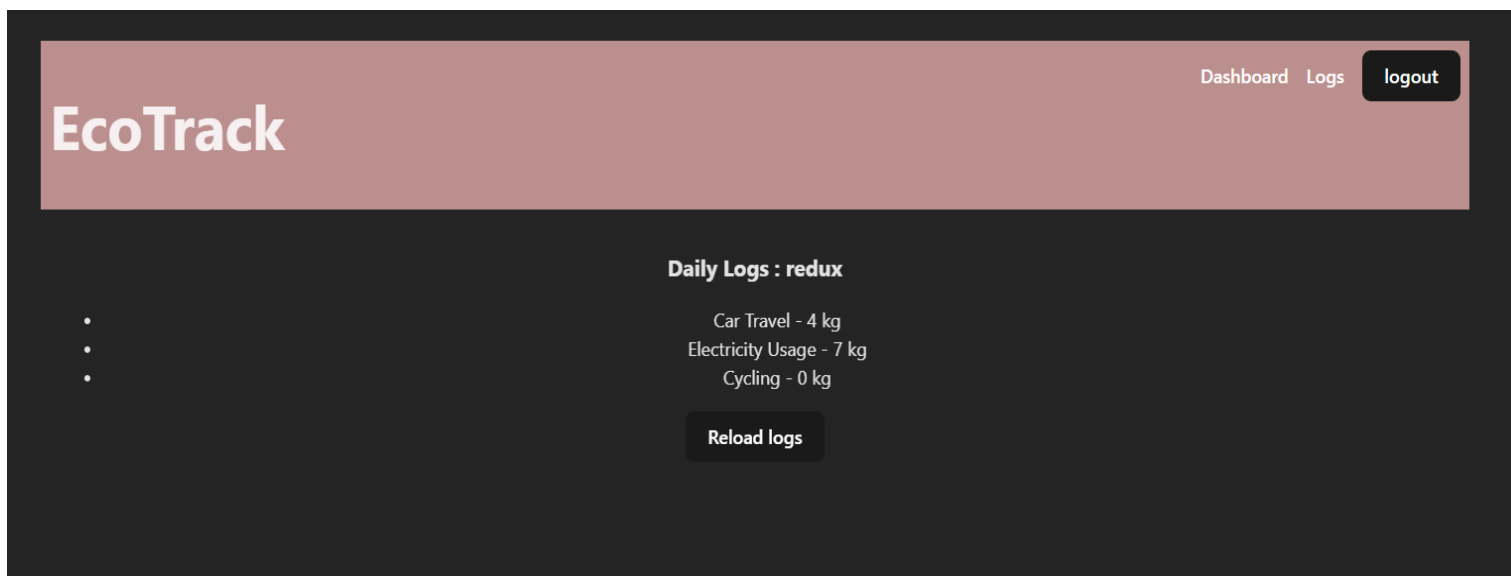 Dashboard Logs logout
EcoTrack
Daily Logs : redux
Car Travel - 4 kg
Electricity Usage - 7 kg
Cycling - 0 kg
Reload logs